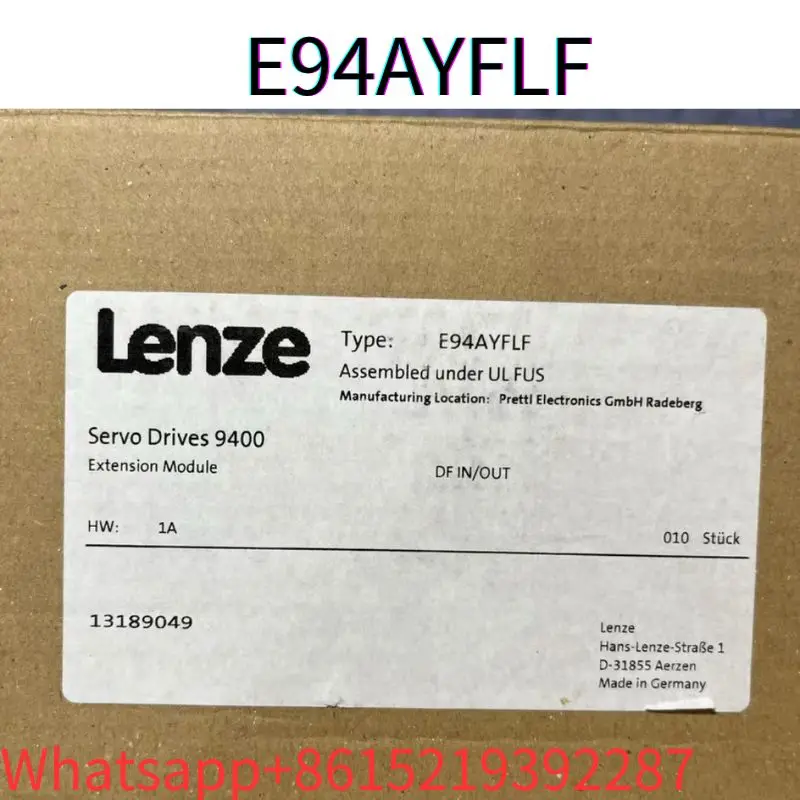 E94AYFLF
Lenze
Type: E94AYFLF
Assembled under UL FUS
Manufacturing Location: Prettl Electronics GmbH Radeberg
Servo Drives 9400
Extension Module DF IN/OUT
HW: 1A
010 Stück
13189049
Lenze
Hans-Lenze-Straße 1
D-31855 Aerzen
Made in Germany
Whatsapp+8615219392287